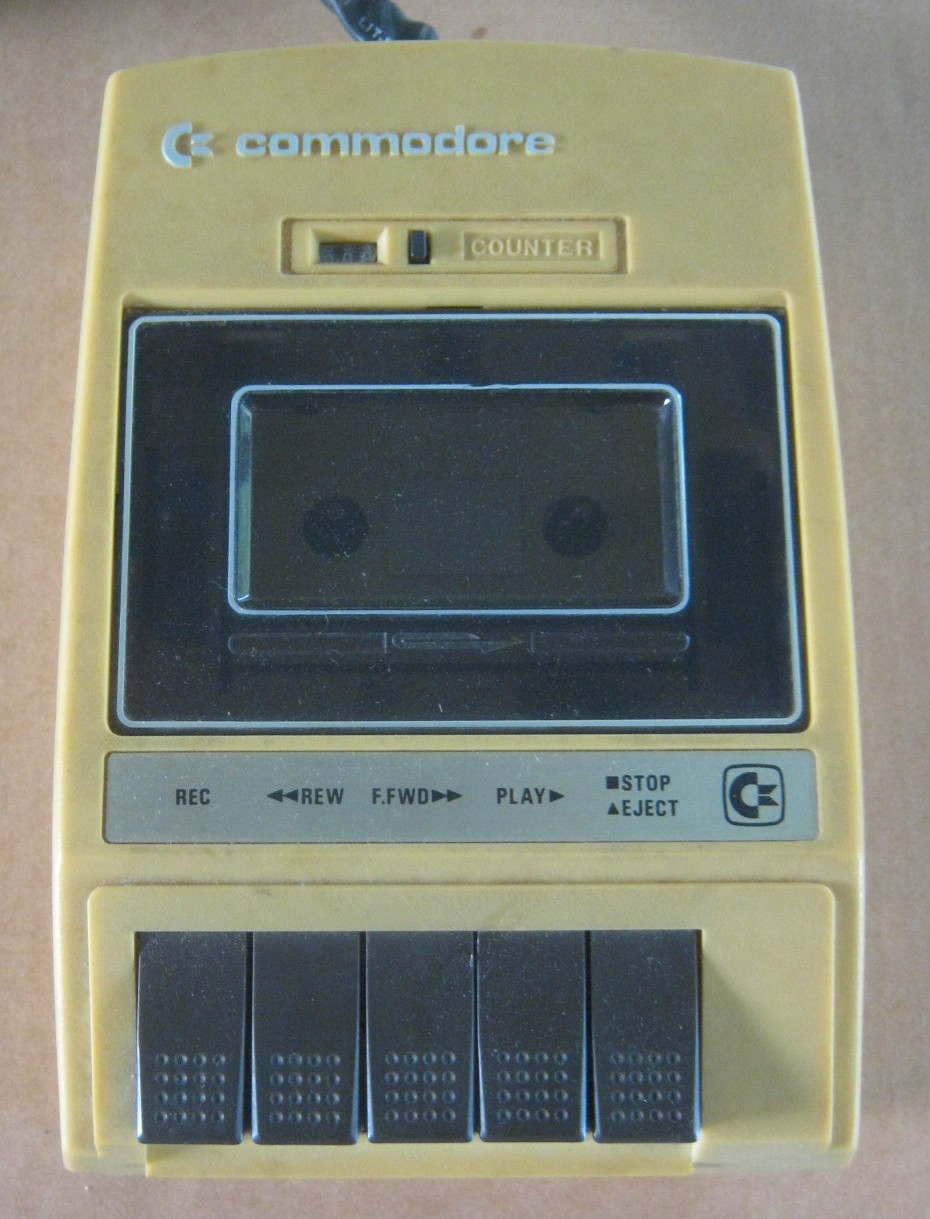 commodore
COUNTER
REC ◀◀REW F.FWD▶▶ PLAY▶ ■STOP
▲EJECT